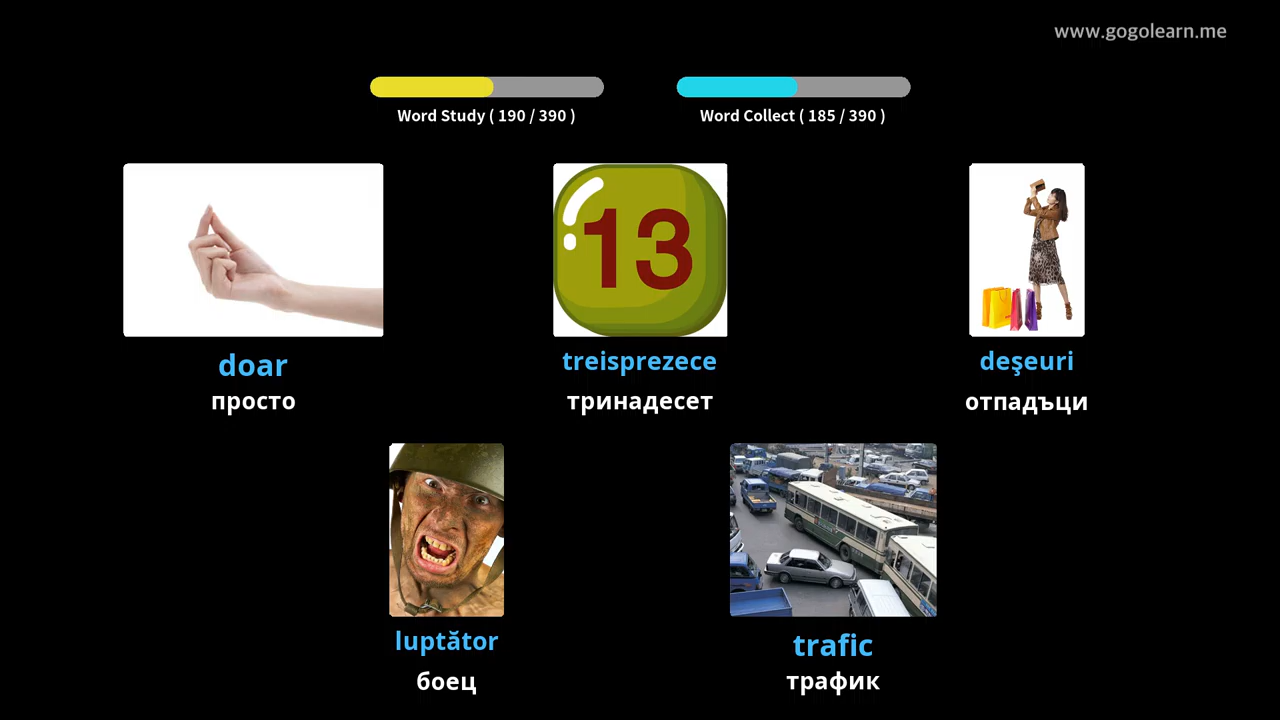 www.gogolearn.me
Word Study ( 190 / 390 )
Word Collect ( 185 / 390 )
13
doar
просто
treisprezece
тринадесет
deşeuri
отпадъци
luptător
боец
trafic
трафик